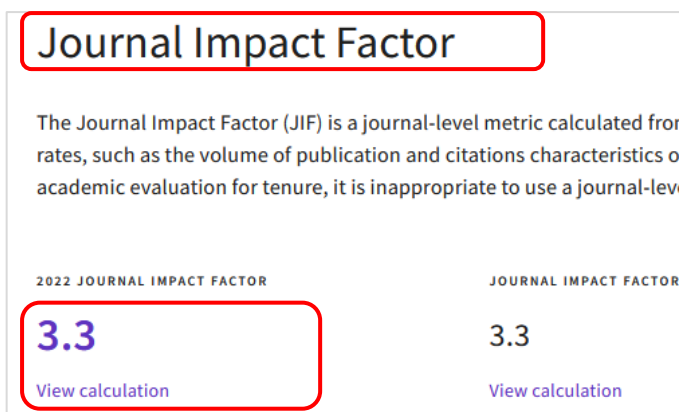 Journal Impact Factor
The Journal Impact Factor (JIF) is a journal-level metric calculated from
rates, such as the volume of publication and citations characteristics o
academic evaluation for tenure, it is inappropriate to use a journal-leve
2022 JOURNAL IMPACT FACTOR
JOURNAL IMPACT FACTOR
3.3
3.3
View calculation
View calculation